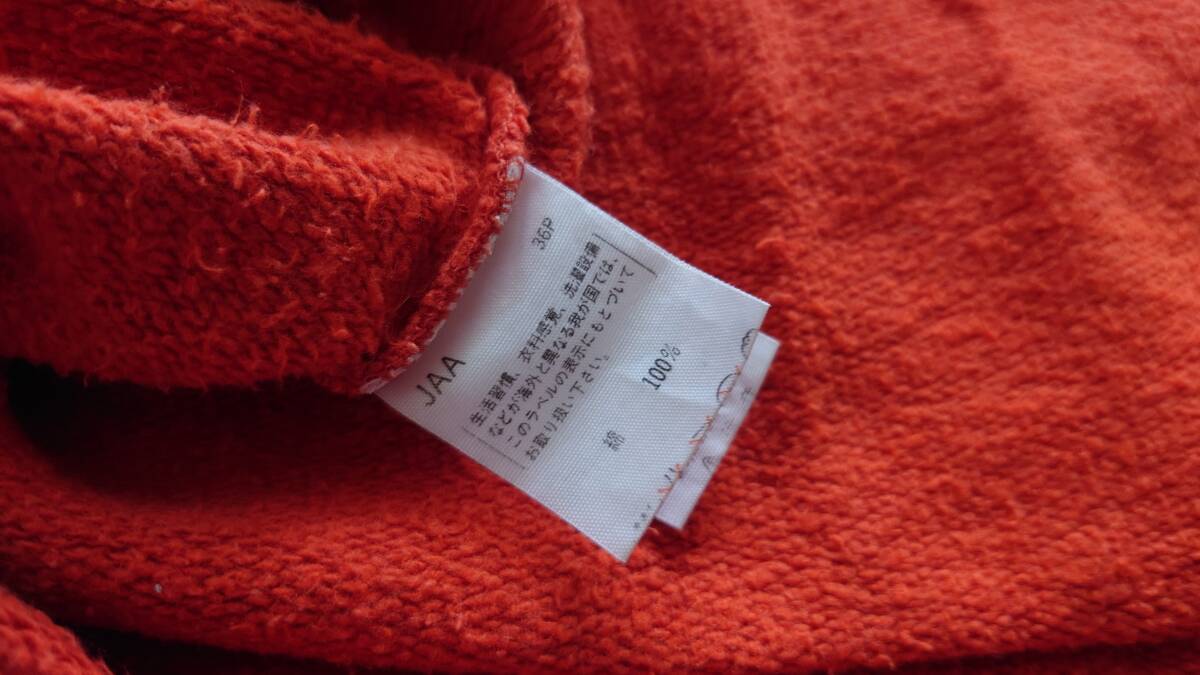 36P
JAA
生活習慣、衣料感覚、洗濯設備
などが海外と異なる我が国では、
このラベルの表示にもとづいて
お取り扱い下さい。
綿 100%